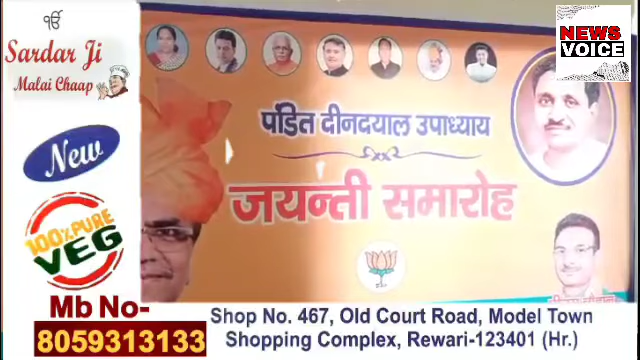 ੴ
Sardar Ji
Malai Chaap
New
100% PURE
VEG
Mb No-
8059313133
NEWS
VOICE
पंडित दीनदयाल उपाध्याय
जयन्ती समारोह
Shop No. 467, Old Court Road, Model Town
Shopping Complex, Rewari-123401 (Hr.)